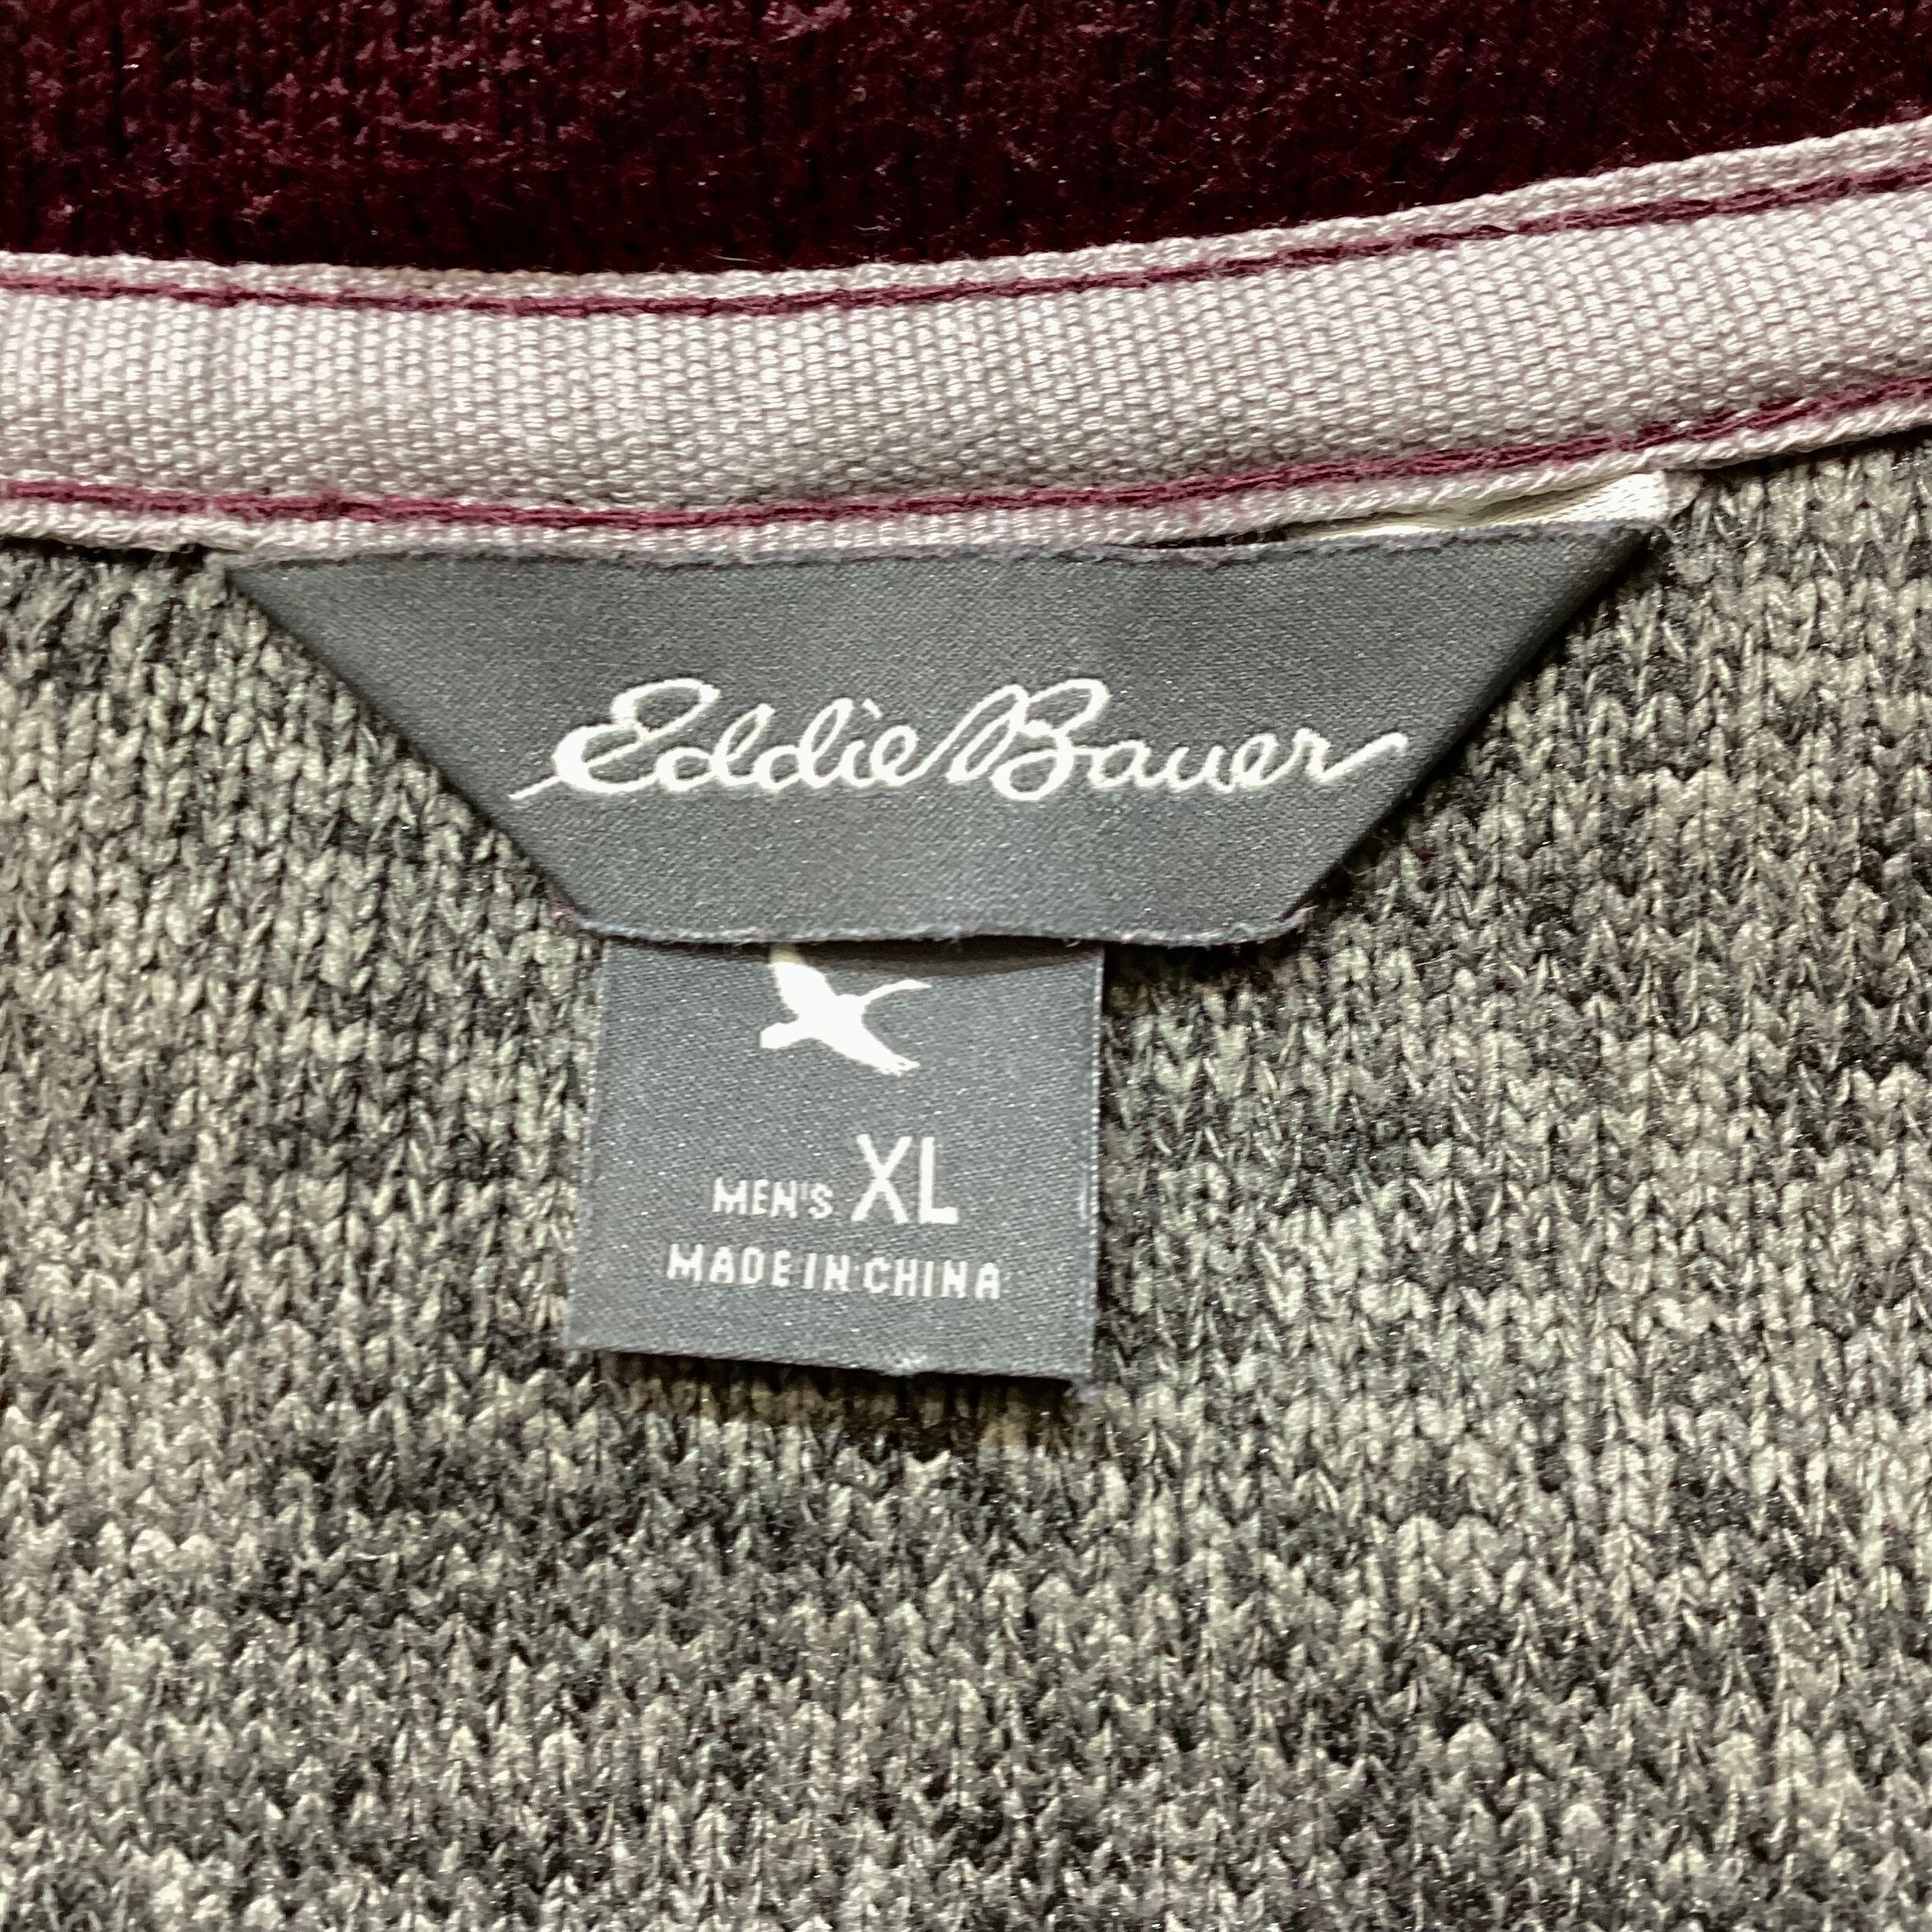 Eddie Bauer
MEN'S XL
MADE IN CHINA